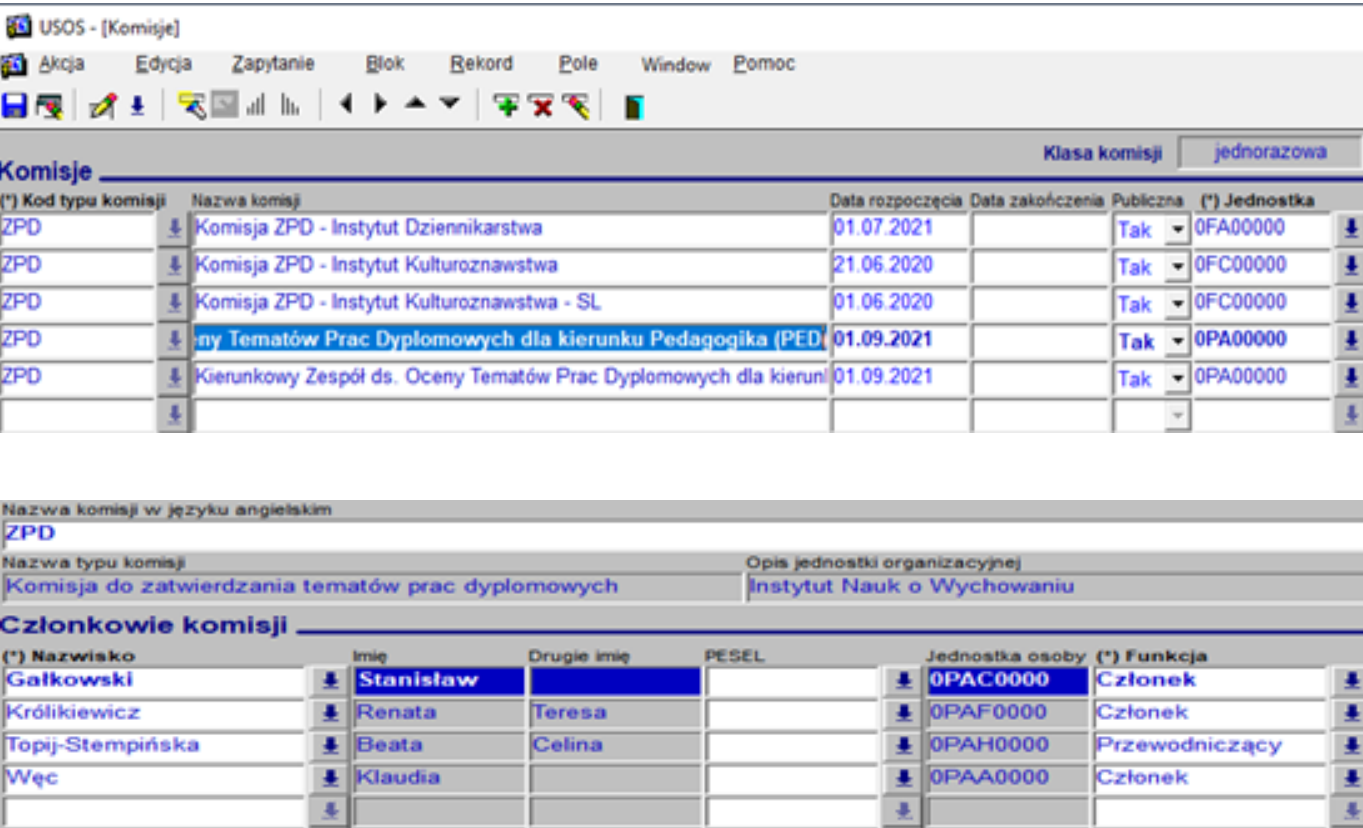 USOS - [Komisje]
Akcja Edycja Zapytanie Blok Rekord Pole Window Pomoc
Klasa komisji jednorazowa
Komisje
(*) Kod typu komisji Nazwa komisji Data rozpoczęcia Data zakończenia Publiczna (*) Jednostka
ZPD Komisja ZPD - Instytut Dziennikarstwa 01.07.2021 Tak 0FA00000
ZPD Komisja ZPD - Instytut Kulturoznawstwa 21.06.2020 Tak 0FC00000
ZPD Komisja ZPD - Instytut Kulturoznawstwa - SL 01.06.2020 Tak 0FC00000
ZPD eny Tematów Prac Dyplomowych dla kierunku Pedagogika (PED 01.09.2021 Tak 0PA00000
ZPD Kierunkowy Zespół ds. Oceny Tematów Prac Dyplomowych dla kierun 01.09.2021 Tak 0PA00000
Nazwa komisji w języku angielskim
ZPD
Nazwa typu komisji Opis jednostki organizacyjnej
Komisja do zatwierdzania tematów prac dyplomowych Instytut Nauk o Wychowaniu
Członkowie komisji
(*) Nazwisko Imię Drugie imię PESEL Jednostka osoby (*) Funkcja
Gałkowski Stanisław 0PAC0000 Członek
Królikiewicz Renata Teresa 0PAF0000 Członek
Topij-Stempińska Beata Celina 0PAH0000 Przewodniczący
Węc Klaudia 0PAA0000 Członek